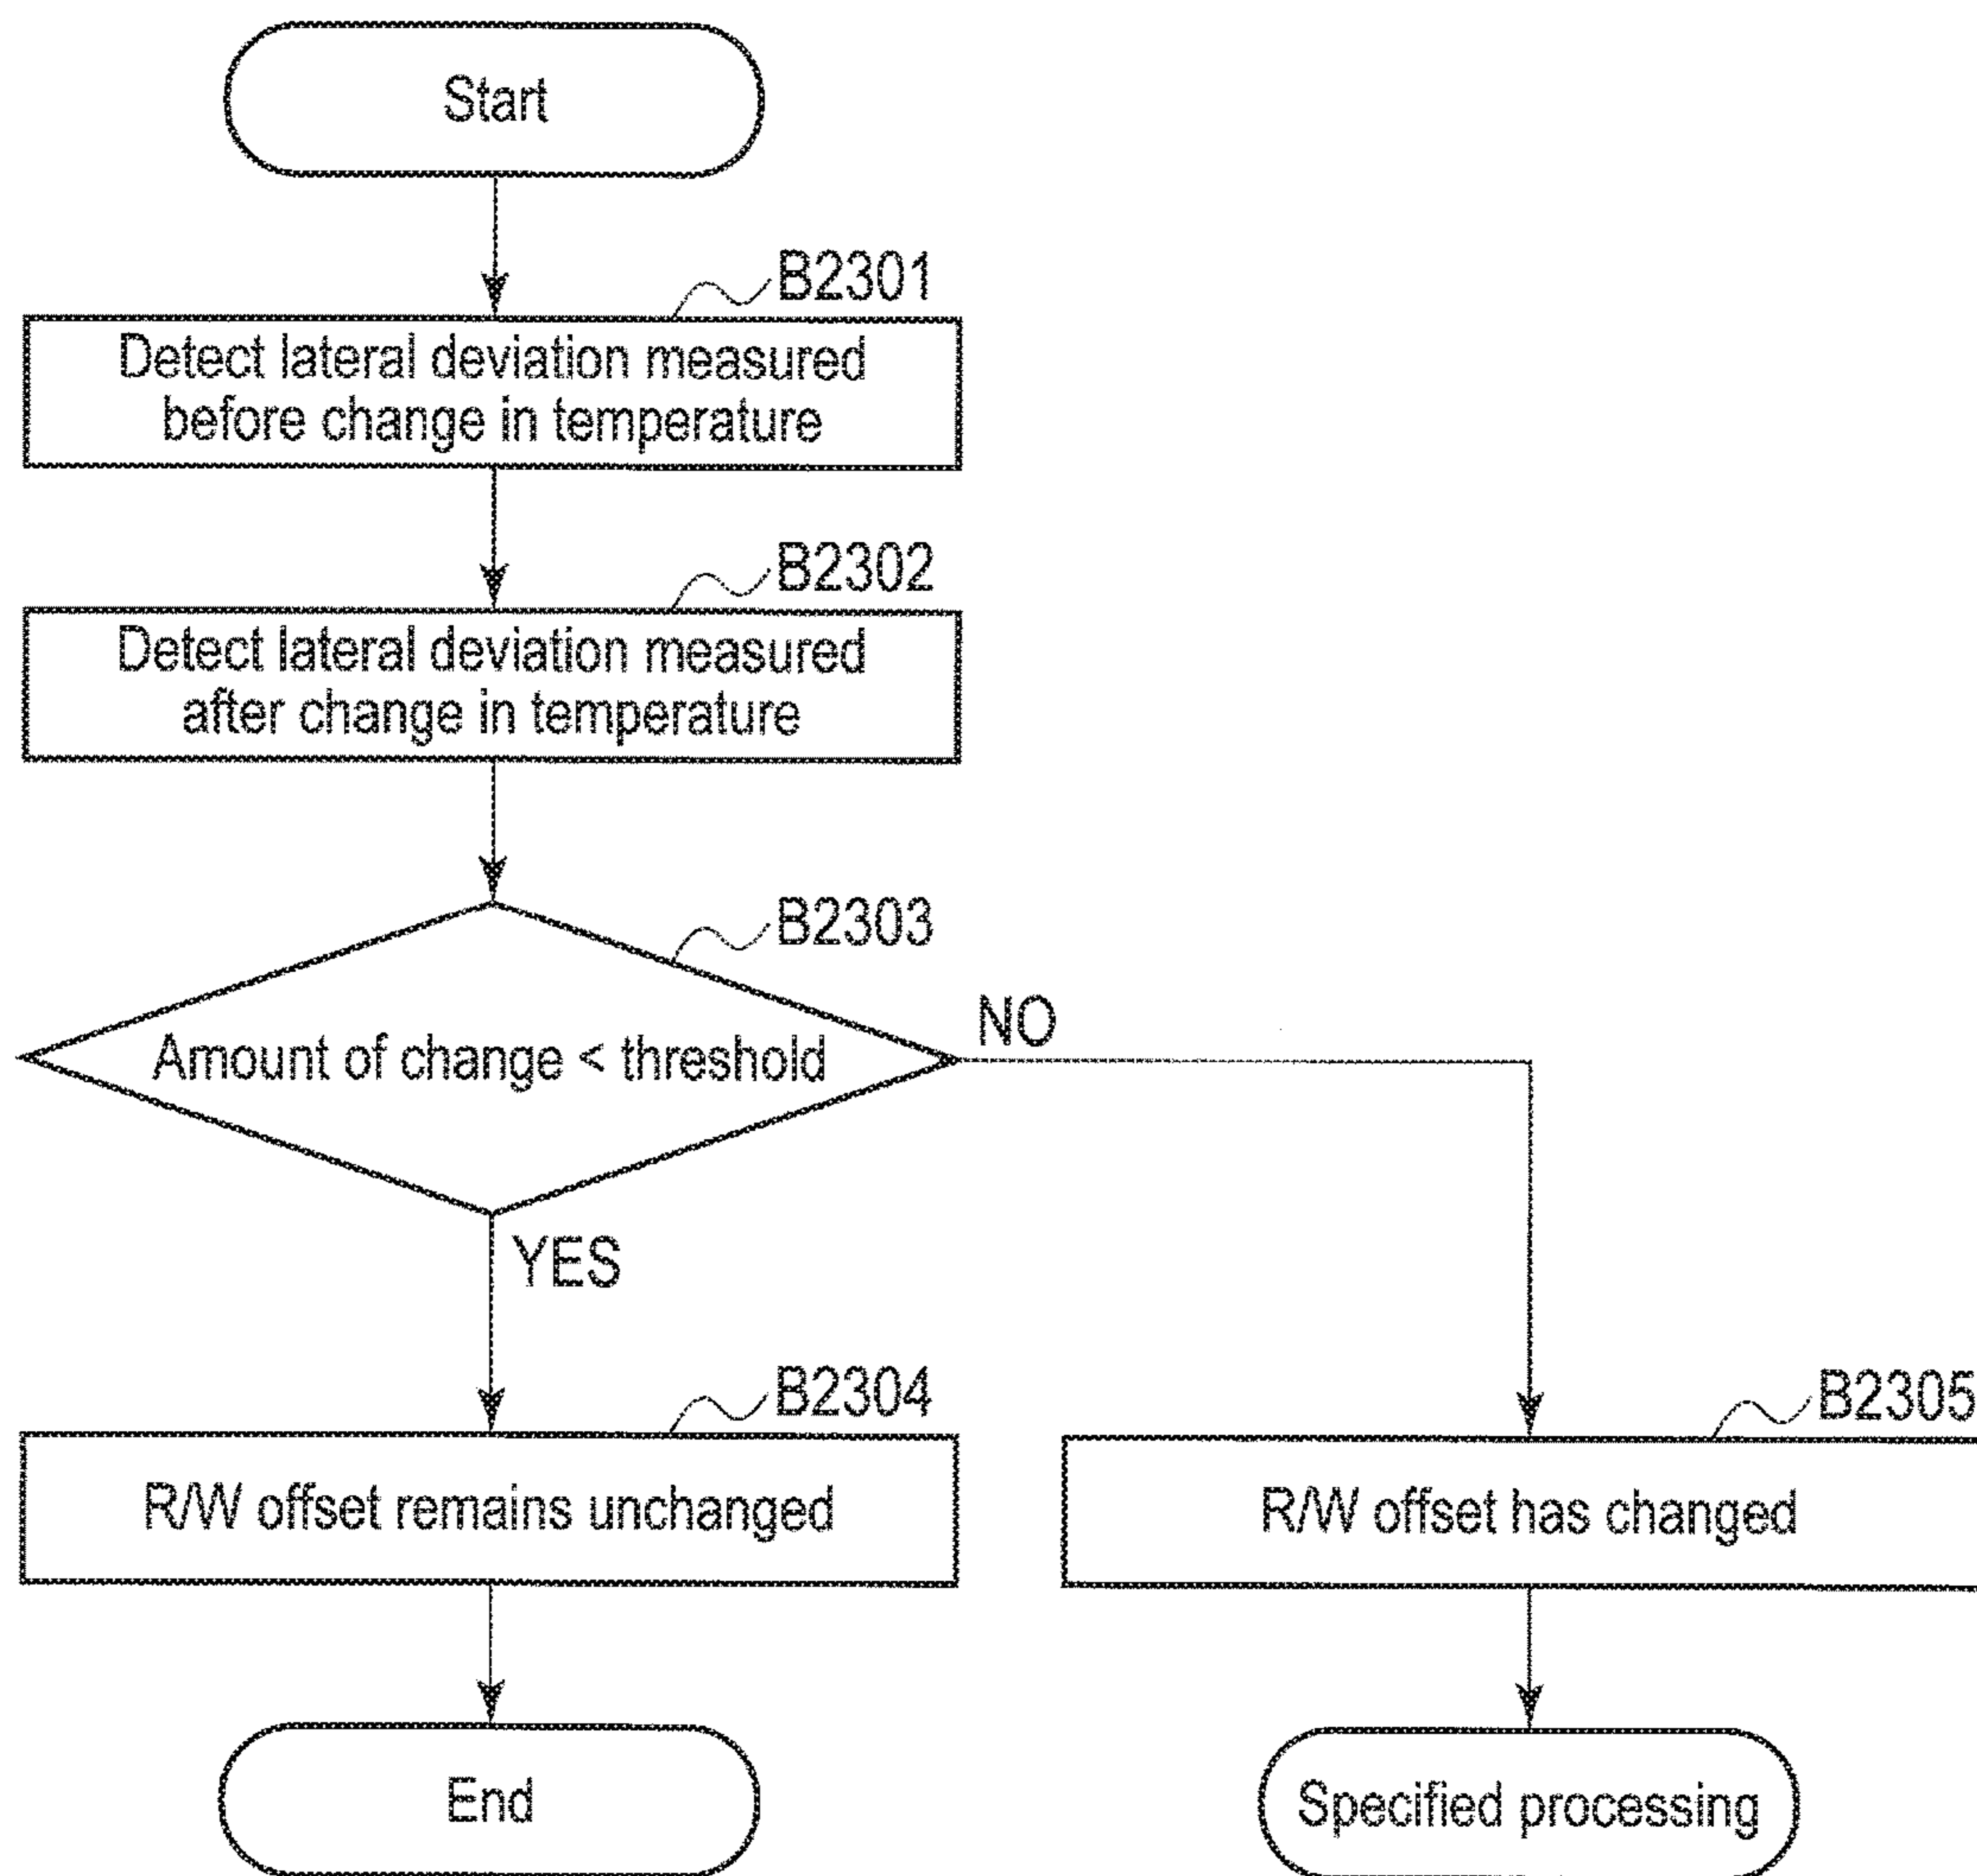 Start
B2301
Detect lateral deviation measured
before change in temperature
B2302
Detect lateral deviation measured
after change in temperature
B2303
Amount of change < threshold
NO
YES
B2304
R/W offset remains unchanged
B2305
R/W offset has changed
End
Specified processing